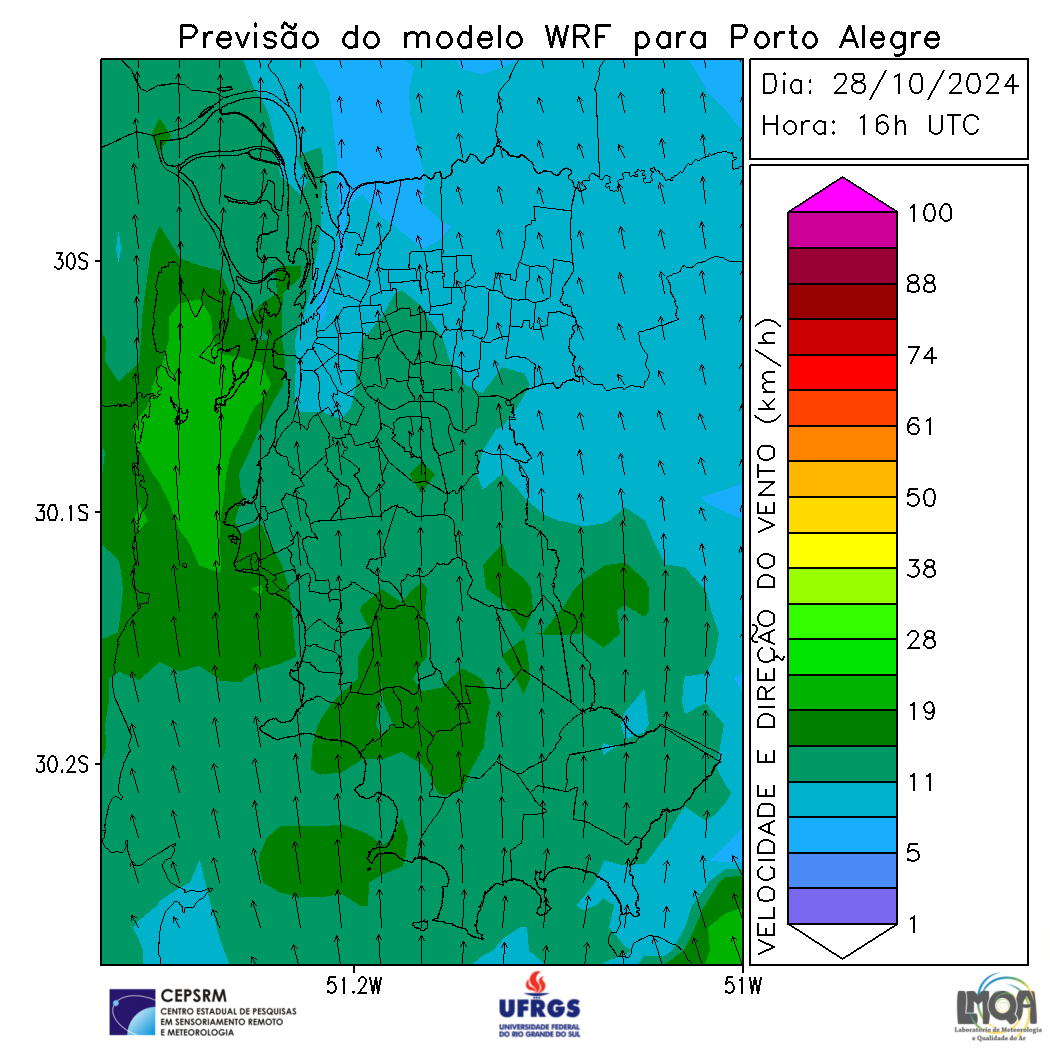 Previsão do modelo WRF para Porto Alegre
Dia: 28/10/2024
Hora: 16h UTC
30S
30.1S
30.2S
51.2W
51W
VELOCIDADE E DIREÇÃO DO VENTO (km/h)
100
88
74
61
50
38
28
19
11
5
1
CEPSRM
CENTRO ESTADUAL DE PESQUISAS
EM SENSORIAMENTO REMOTO
E METEOROLOGIA
UFRGS
UNIVERSIDADE FEDERAL
DO RIO GRANDE DO SUL
LMQA
Laboratório de Meteorologia
e Qualidade do Ar